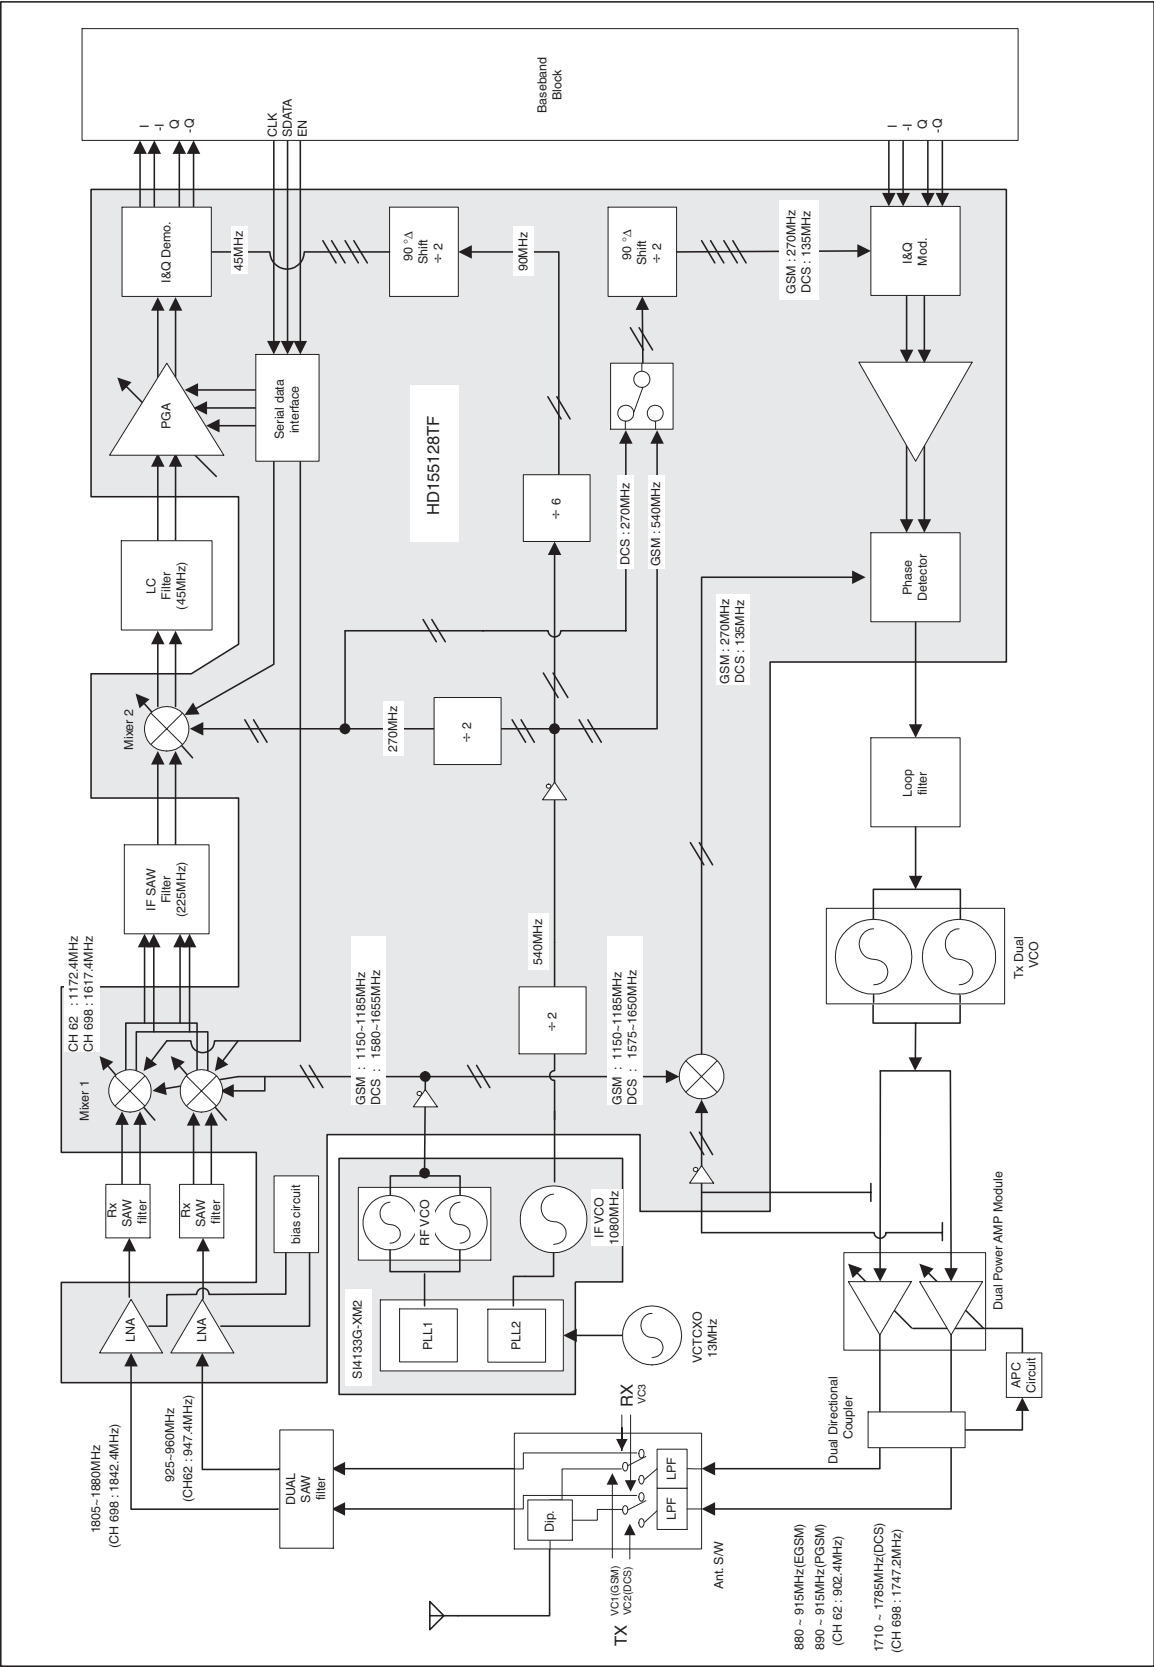 Baseband
Block
I
-I
Q
-Q
CLK
SDATA
EN
I
-I
Q
-Q
I&Q Demo.
45MHz
90 °Δ
Shift
÷ 2
90MHz
90 °Δ
Shift
÷ 2
GSM : 270MHz
DCS : 135MHz
I&Q
Mod.
PGA
Serial data
interface
HD155128TF
÷ 6
DCS : 270MHz
GSM : 540MHz
LC
Filter
(45MHz)
Phase
Detector
GSM : 270MHz
DCS : 135MHz
Mixer 2
270MHz
÷ 2
Loop
filter
IF SAW
Filter
(225MHz)
540MHz
Tx Dual
VCO
CH 62 : 1172.4MHz
CH 698 : 1617.4MHz
Mixer 1
GSM : 1150~1185MHz
DCS : 1580~1655MHz
÷ 2
GSM : 1150~1185MHz
DCS : 1575~1650MHz
Rx
SAW
filter
Rx
SAW
filter
bias circuit
RF VCO
IF VCO
1080MHz
LNA
LNA
SI4133G-XM2
PLL1
PLL2
VCTCXO
13MHz
Dual Power AMP Module
APC
Circuit
Dual Directional
Coupler
1805~1880MHz
(CH 698 : 1842.4MHz)
925~960MHz
(CH62 : 947.4MHz)
DUAL
SAW
filter
RX
VC3
Dip.
LPF
LPF
Ant. S/W
TX
VC1(GSM)
VC2(DCS)
880 ~ 915MHz(EGSM)
890 ~ 915MHz(PGSM)
(CH 62 : 902.4MHz)
1710 ~ 1785MHz(DCS)
(CH 698 : 1747.2MHz)